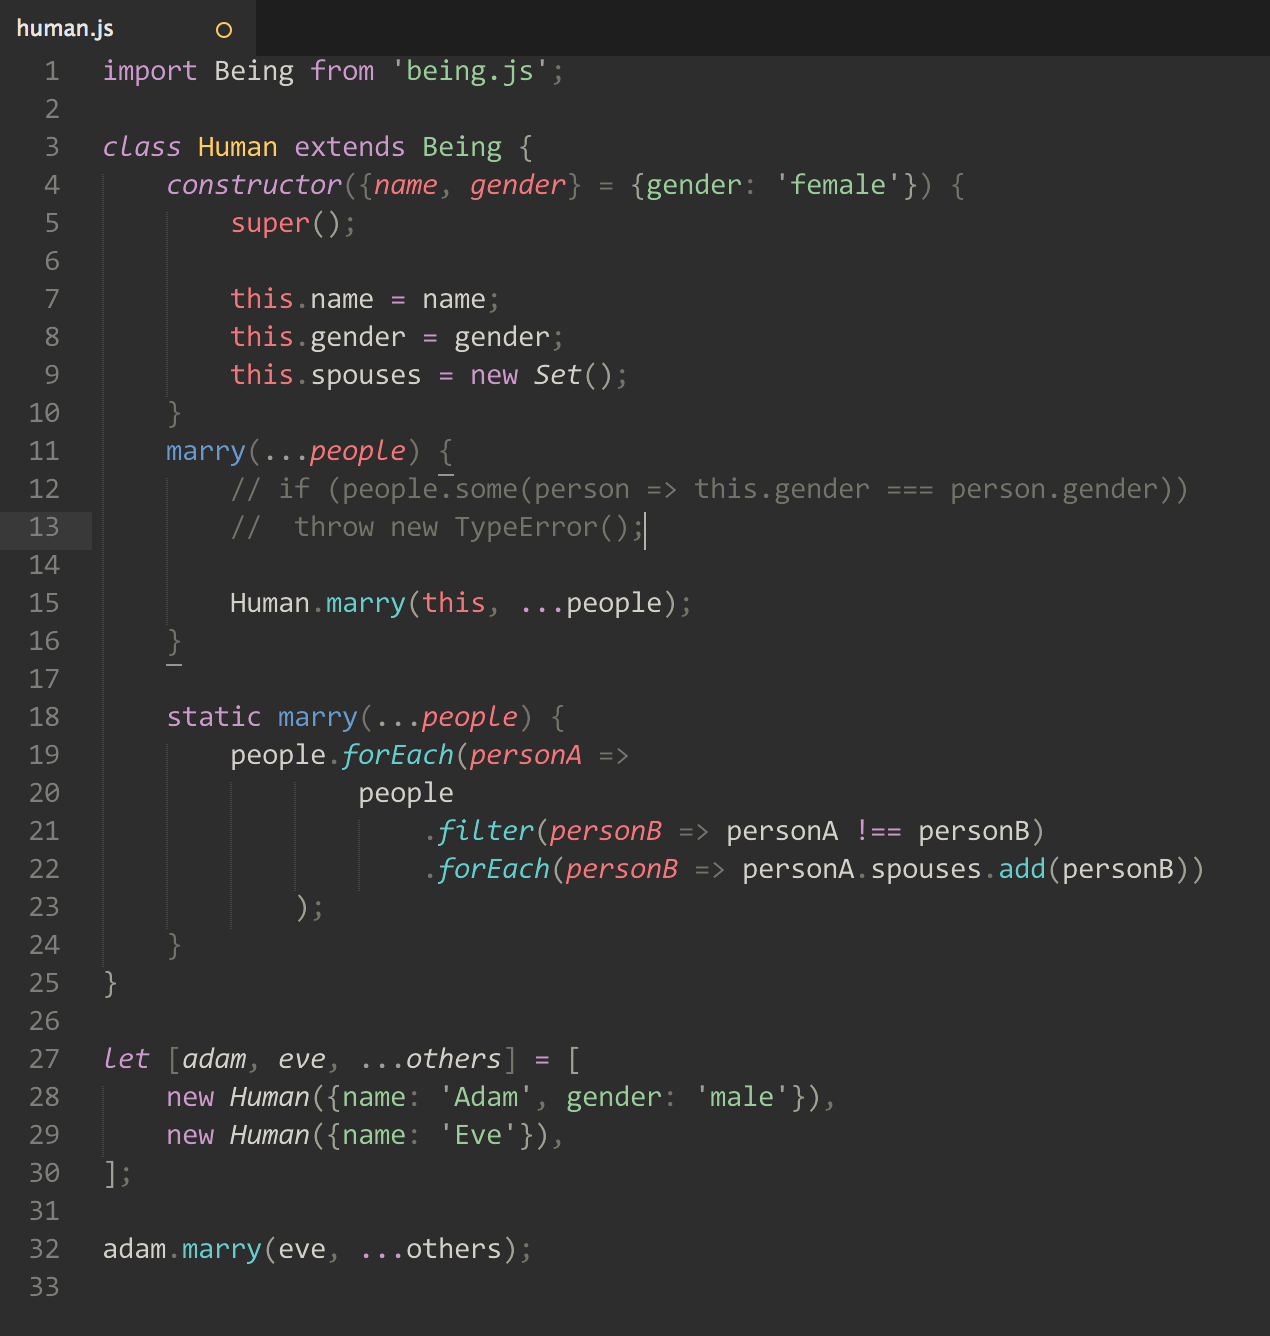 human.js
1 import Being from 'being.js';
2
3 class Human extends Being {
4     constructor({name, gender} = {gender: 'female'}) {
5         super();
6
7         this.name = name;
8         this.gender = gender;
9         this.spouses = new Set();
10     }
11     marry(...people) {
12         // if (people.some(person => this.gender === person.gender))
13         //  throw new TypeError();
14
15         Human.marry(this, ...people);
16     }
17
18     static marry(...people) {
19         people.forEach(personA =>
20                 people
21                     .filter(personB => personA !== personB)
22                     .forEach(personB => personA.spouses.add(personB))
23             );
24     }
25 }
26
27 let [adam, eve, ...others] = [
28     new Human({name: 'Adam', gender: 'male'}),
29     new Human({name: 'Eve'}),
30 ];
31
32 adam.marry(eve, ...others);
33